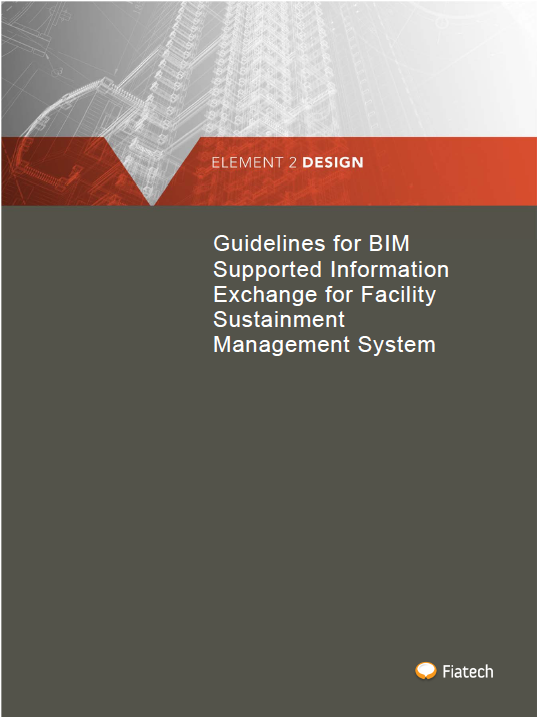 ELEMENT 2 DESIGN
Guidelines for BIM
Supported Information
Exchange for Facility
Sustainment
Management System
Fiatech